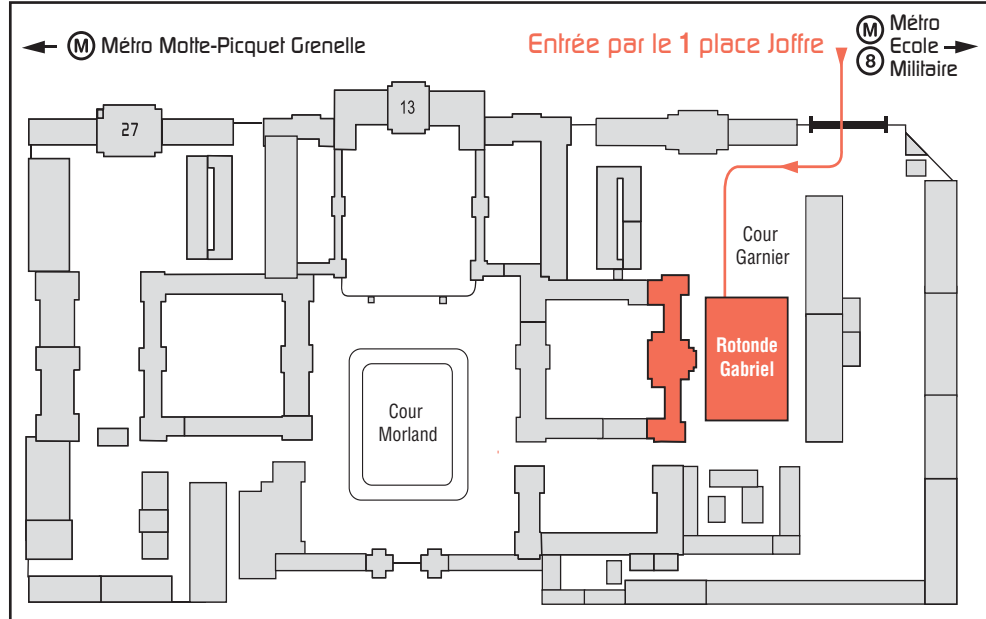 M Métro Motte-Picquet Grenelle
Entrée par le 1 place Joffre
M Métro
Ecole
8 Militaire
13
27
Cour
Garnier
Rotonde
Gabriel
Cour
Morland